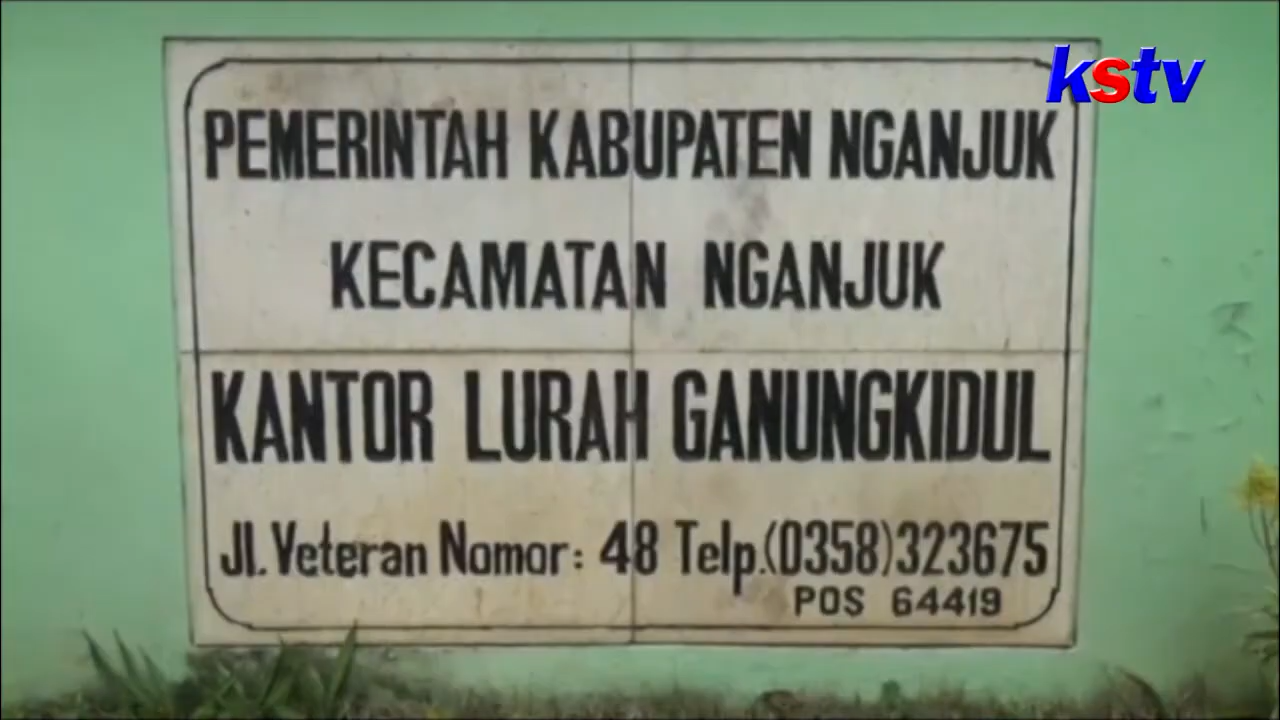 kstv
PEMERINTAH KABUPATEN NGANJUK
KECAMATAN NGANJUK
KANTOR LURAH GANUNGKIDUL
Jl. Veteran Nomor: 48 Telp.(0358)323675
POS 64419